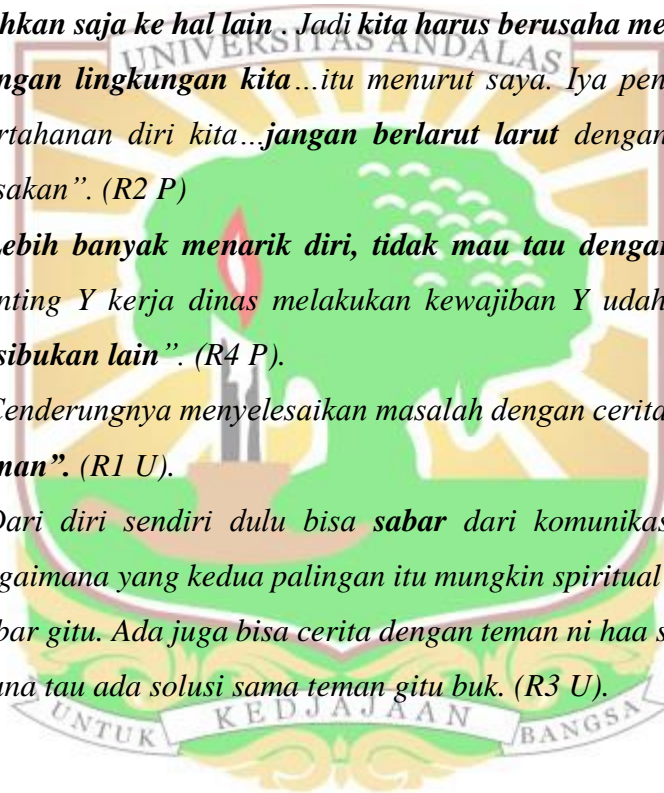 hkan saja ke hal lain . Jadi kita harus berusaha me
UNIVERSITAS ANDALAS
ngan lingkungan kita…itu menurut saya. Iya pen
rtahanan diri kita…jangan berlarut larut dengan
sakan”. (R2 P)
ebih banyak menarik diri, tidak mau tau dengan
nting Y kerja dinas melakukan kewajiban Y udah
sibukan lain”. (R4 P).
Cenderungnya menyelesaikan masalah dengan cerita
man”. (R1 U).
Dari diri sendiri dulu bisa sabar dari komunikas
gaimana yang kedua palingan itu mungkin spiritual
bar gitu. Ada juga bisa cerita dengan teman ni haa s
una tau ada solusi sama teman gitu buk. (R3 U).
UNTUK KEDJAJAAN BANGSA